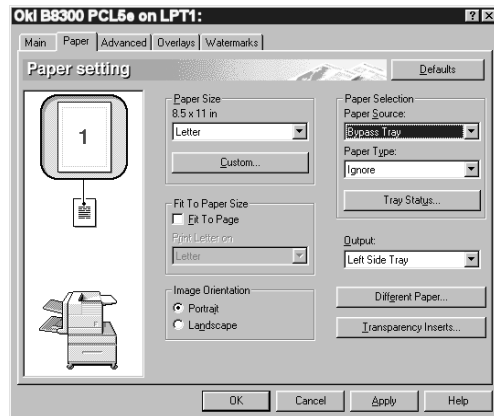 Oki B8300 PCL5e on LPT1:
Main Paper Advanced Overlays Watermarks
Paper setting
Defaults
1
Paper Size
8.5 x 11 in
Letter
Custom...
Fit To Paper Size
Fit To Page
Print Letter on
Letter
Image Orientation
Portrait
Landscape
Paper Selection
Paper Source:
Bypass Tray
Paper Type:
Ignore
Tray Status...
Output:
Left Side Tray
Different Paper...
Transparency Inserts...
OK Cancel Apply Help